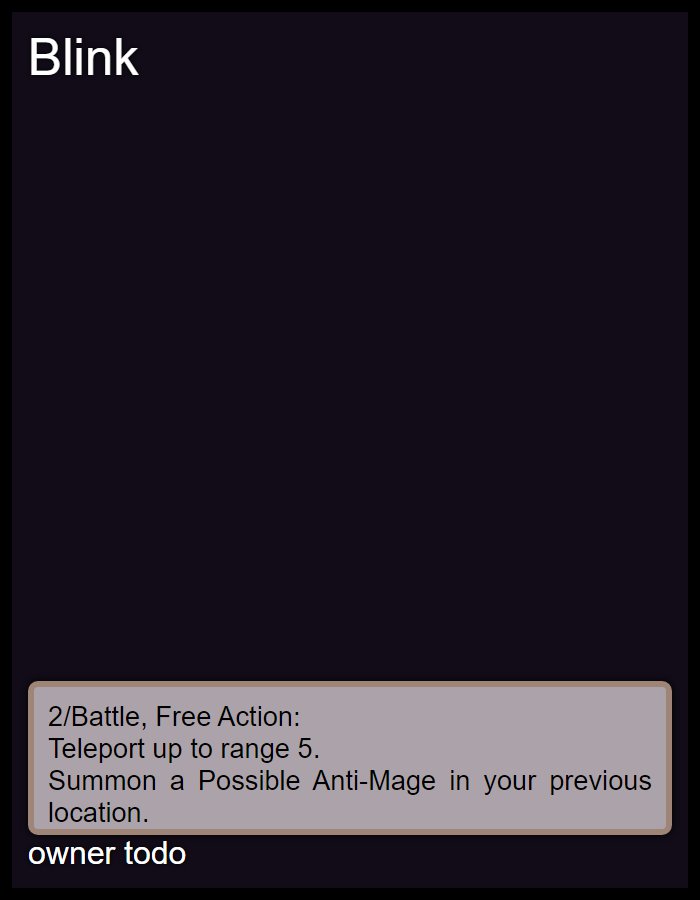 Blink
2/Battle, Free Action:
Teleport up to range 5.
Summon a Possible Anti-Mage in your previous
location.
owner todo